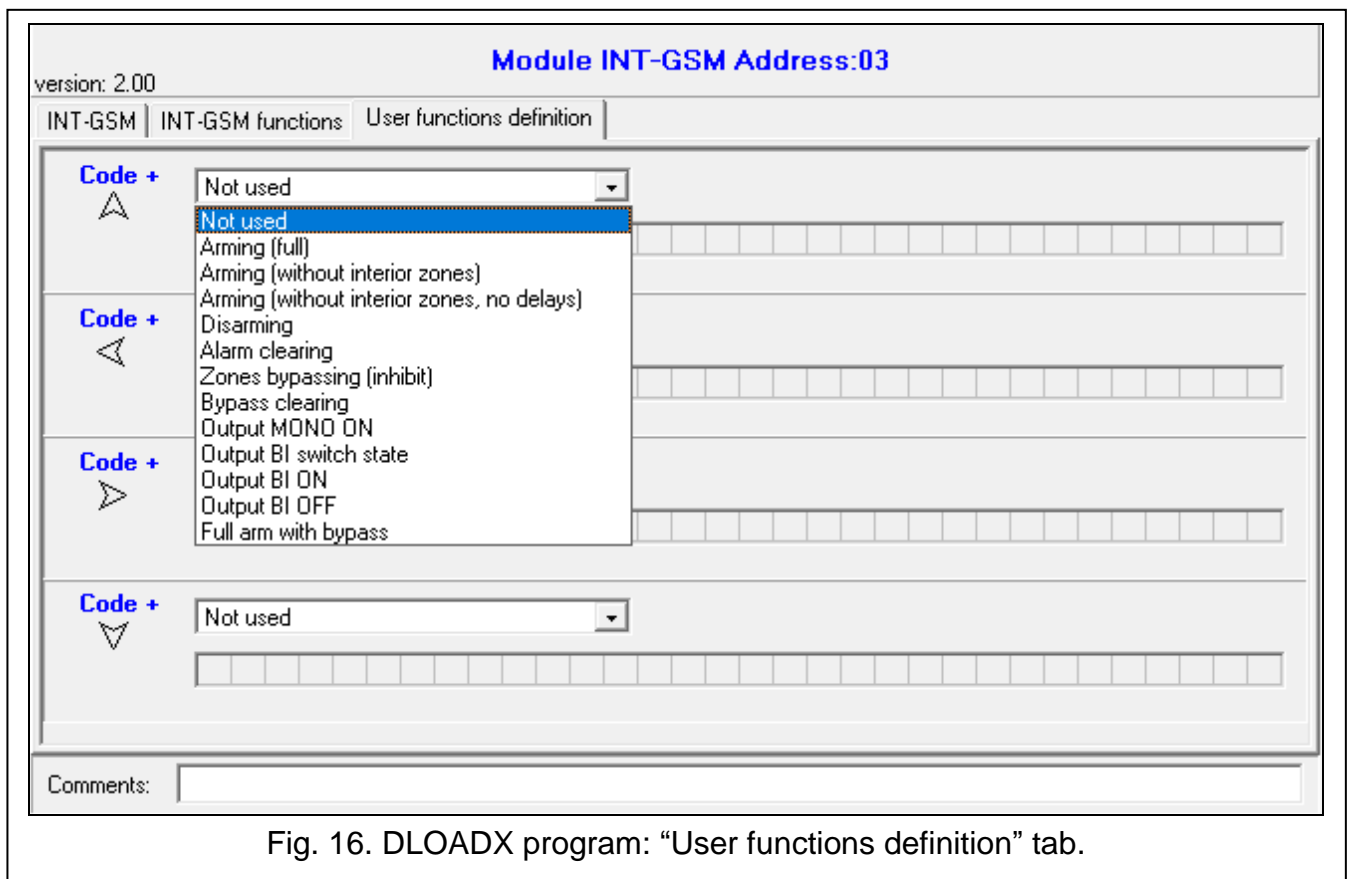 Module INT-GSM Address:03
version: 2.00
INT-GSM INT-GSM functions User functions definition
Code +
Not used
Not used
Arming (full)
Arming (without interior zones)
Arming (without interior zones, no delays)
Code +
Disarming
Alarm clearing
Zones bypassing (inhibit)
Bypass clearing
Output MONO ON
Code +
Output BI switch state
Output BI ON
Output BI OFF
Full arm with bypass
Code +
Not used
Comments:
Fig. 16. DLOADX program: “User functions definition” tab.